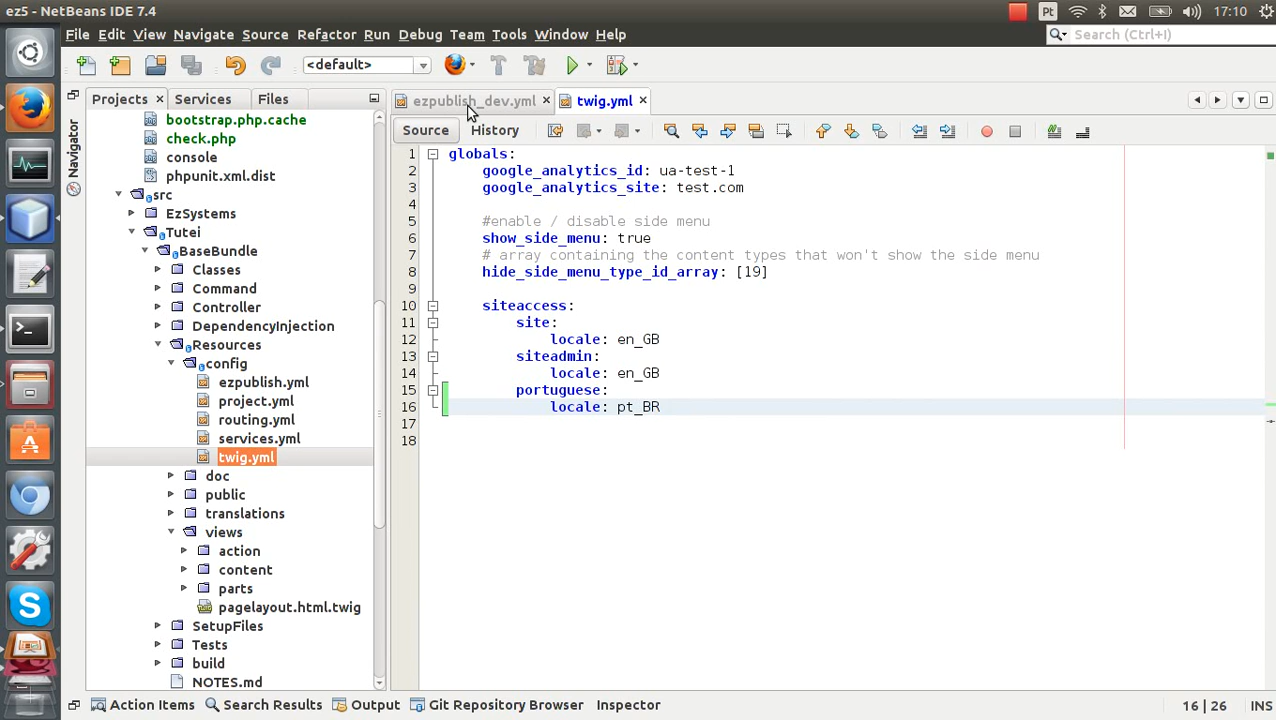 ez5 - NetBeans IDE 7.4
Pt
17:10
File Edit View Navigate Source Refactor Run Debug Team Tools Window Help
Search (Ctrl+I)
<default>
Projects Services Files
ezpublish_dev.yml twig.yml
Source History
Navigator
bootstrap.php.cache
check.php
console
phpunit.xml.dist
src
EzSystems
Tutei
BaseBundle
Classes
Command
Controller
DependencyInjection
Resources
config
ezpublish.yml
project.yml
routing.yml
services.yml
twig.yml
doc
public
translations
views
action
content
parts
pagelayout.html.twig
SetupFiles
Tests
build
NOTES.md
1 globals:
2 google_analytics_id: ua-test-1
3 google_analytics_site: test.com
4
5 #enable / disable side menu
6 show_side_menu: true
7 # array containing the content types that won't show the side menu
8 hide_side_menu_type_id_array: [19]
9
10 siteaccess:
11 site:
12 locale: en_GB
13 siteadmin:
14 locale: en_GB
15 portuguese:
16 locale: pt_BR
17
18
Action Items Search Results Output Git Repository Browser Inspector
16 | 26 INS